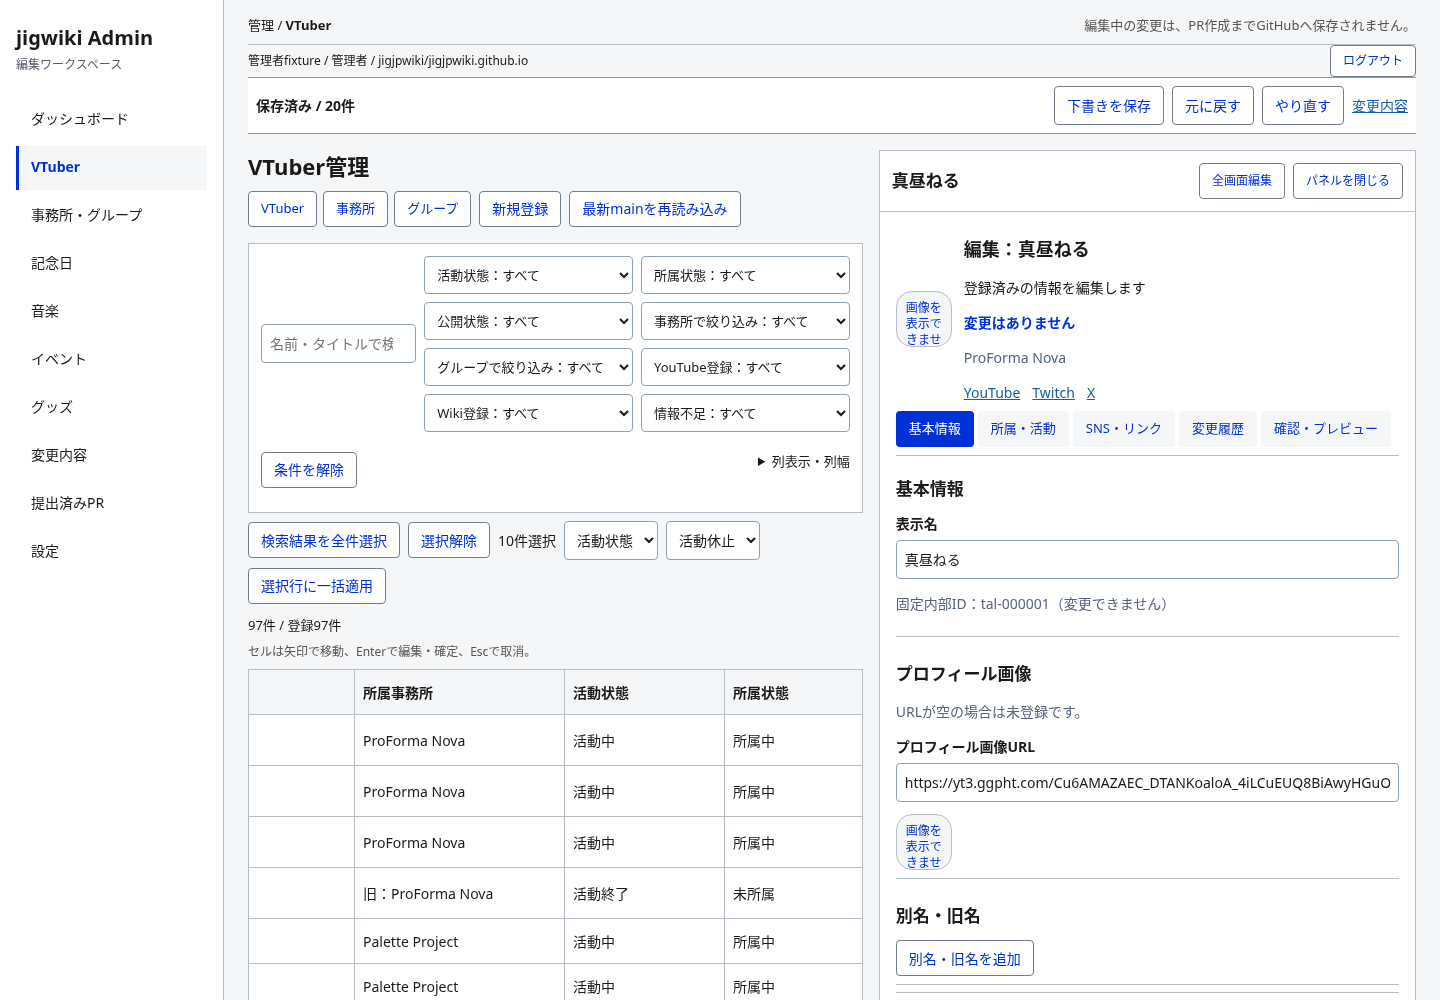 jigwiki Admin
編集ワークスペース
ダッシュボード
VTuber
事務所・グループ
記念日
音楽
イベント
グッズ
変更内容
提出済みPR
設定
管理 / VTuber
編集中の変更は、PR作成までGitHubへ保存されません。
管理者fixture / 管理者 / jigjpwiki/jigjpwiki.github.io
ログアウト
保存済み / 20件
下書きを保存
元に戻す
やり直す
変更内容
VTuber管理
VTuber
事務所
グループ
新規登録
最新mainを再読み込み
名前・タイトルで検
活動状態：すべて
所属状態：すべて
公開状態：すべて
事務所で絞り込み：すべて
グループで絞り込み：すべて
YouTube登録：すべて
Wiki登録：すべて
情報不足：すべて
条件を解除
▶ 列表示・列幅
検索結果を全件選択
選択解除
10件選択
活動状態
活動休止
選択行に一括適用
97件 / 登録97件
セルは矢印で移動、Enterで編集・確定、Escで取消。
所属事務所 活動状態 所属状態
ProForma Nova 活動中 所属中
ProForma Nova 活動中 所属中
ProForma Nova 活動中 所属中
旧：ProForma Nova 活動終了 未所属
Palette Project 活動中 所属中
Palette Project 活動中 所属中
真昼ねる
全画面編集
パネルを閉じる
画像を
表示で
きませ
編集：真昼ねる
登録済みの情報を編集します
変更はありません
ProForma Nova
YouTube Twitch X
基本情報
所属・活動
SNS・リンク
変更履歴
確認・プレビュー
基本情報
表示名
真昼ねる
固定内部ID：tal-000001（変更できません）
プロフィール画像
URLが空の場合は未登録です。
プロフィール画像URL
https://yt3.ggpht.com/Cu6AMAZAEC_DTANKoaloA_4iLCuEUQ8BiAwyHGuO
画像を
表示で
きませ
別名・旧名
別名・旧名を追加